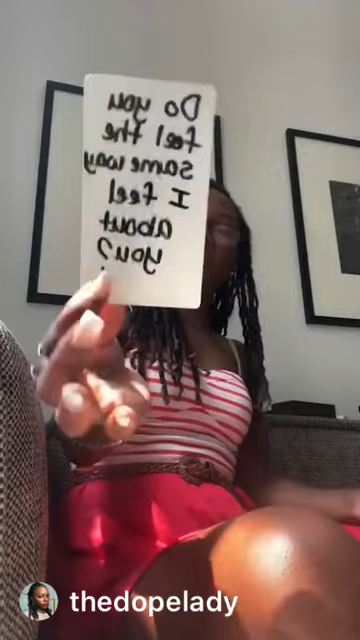 Do you
feel the
same way
I feel
about
you?
thedopelady